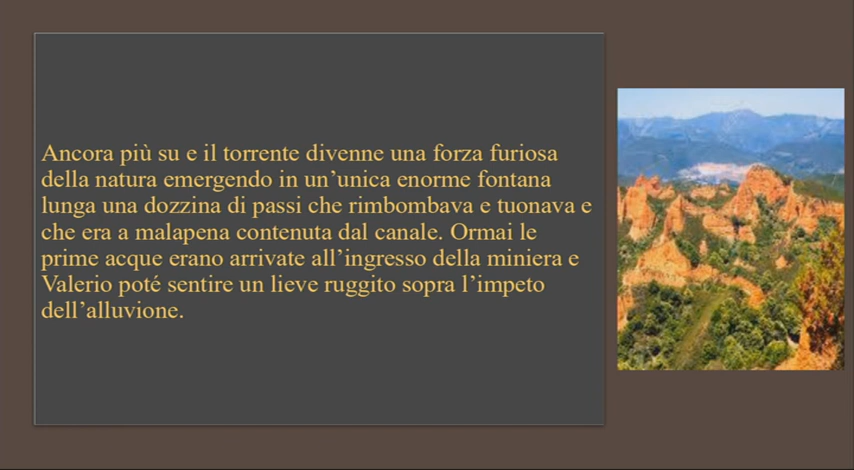 Ancora più su e il torrente divenne una forza furiosa
della natura emergendo in un’unica enorme fontana
lunga una dozzina di passi che rimbombava e tuonava e
che era a malapena contenuta dal canale. Ormai le
prime acque erano arrivate all’ingresso della miniera e
Valerio poté sentire un lieve ruggito sopra l’impeto
dell’alluvione.